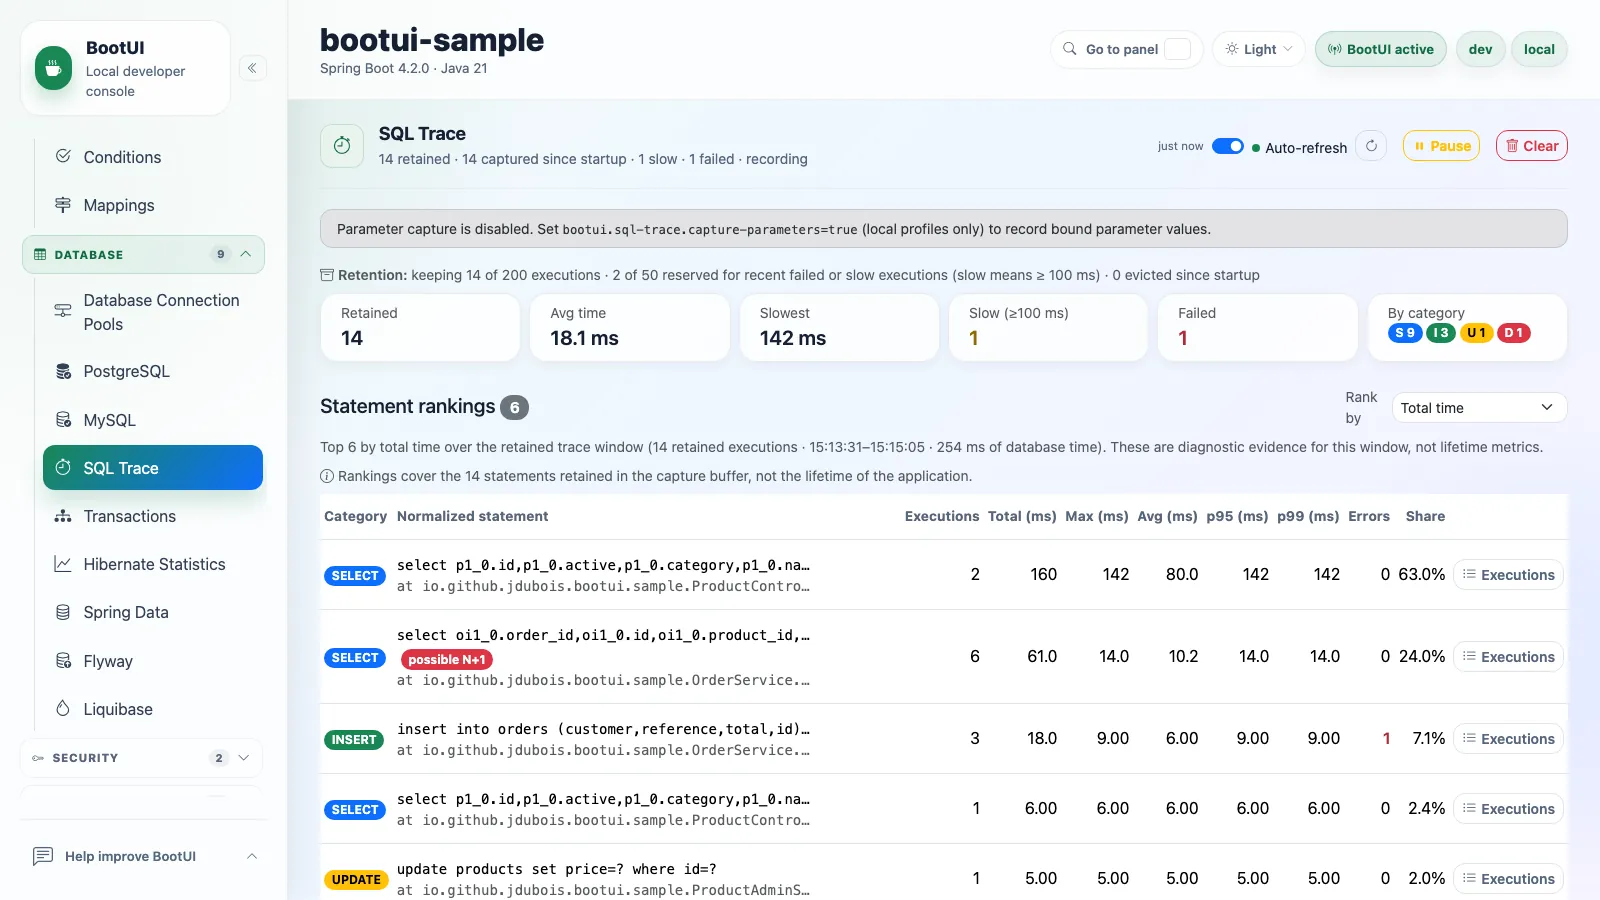 BootUI
Local developer
console
Conditions
Mappings
DATABASE 9
Database Connection
Pools
PostgreSQL
MySQL
SQL Trace
Transactions
Hibernate Statistics
Spring Data
Flyway
Liquibase
SECURITY 2
Help improve BootUI
bootui-sample
Spring Boot 4.2.0 · Java 21
Go to panel
Light
BootUI active
dev
local
SQL Trace
14 retained · 14 captured since startup · 1 slow · 1 failed · recording
just now
Auto-refresh
Pause
Clear
Parameter capture is disabled. Set bootui.sql-trace.capture-parameters=true (local profiles only) to record bound parameter values.
Retention: keeping 14 of 200 executions · 2 of 50 reserved for recent failed or slow executions (slow means ≥ 100 ms) · 0 evicted since startup
Retained
14
Avg time
18.1 ms
Slowest
142 ms
Slow (≥100 ms)
1
Failed
1
By category
S 9 I 3 U 1 D 1
Statement rankings 6
Rank
by
Total time
Top 6 by total time over the retained trace window (14 retained executions · 15:13:31–15:15:05 · 254 ms of database time). These are diagnostic evidence for this window, not lifetime metrics.
Rankings cover the 14 statements retained in the capture buffer, not the lifetime of the application.
Category Normalized statement Executions Total (ms) Max (ms) Avg (ms) p95 (ms) p99 (ms) Errors Share
select p1_0.id,p1_0.active,p1_0.category,p1_0.na…
SELECT 2 160 142 80.0 142 142 0 63.0% Executions
at io.github.jdubois.bootui.sample.ProductContro…
select oi1_0.order_id,oi1_0.id,oi1_0.product_id,…
SELECT possible N+1 6 61.0 14.0 10.2 14.0 14.0 0 24.0% Executions
at io.github.jdubois.bootui.sample.OrderService.…
insert into orders (customer,reference,total,id)…
INSERT 3 18.0 9.00 6.00 9.00 9.00 1 7.1% Executions
at io.github.jdubois.bootui.sample.OrderService.…
select p1_0.id,p1_0.active,p1_0.category,p1_0.na…
SELECT 1 6.00 6.00 6.00 6.00 6.00 0 2.4% Executions
at io.github.jdubois.bootui.sample.ProductContro…
update products set price=? where id=?
UPDATE 1 5.00 5.00 5.00 5.00 5.00 0 2.0% Executions
at io.github.jdubois.bootui.sample.ProductAdminS…